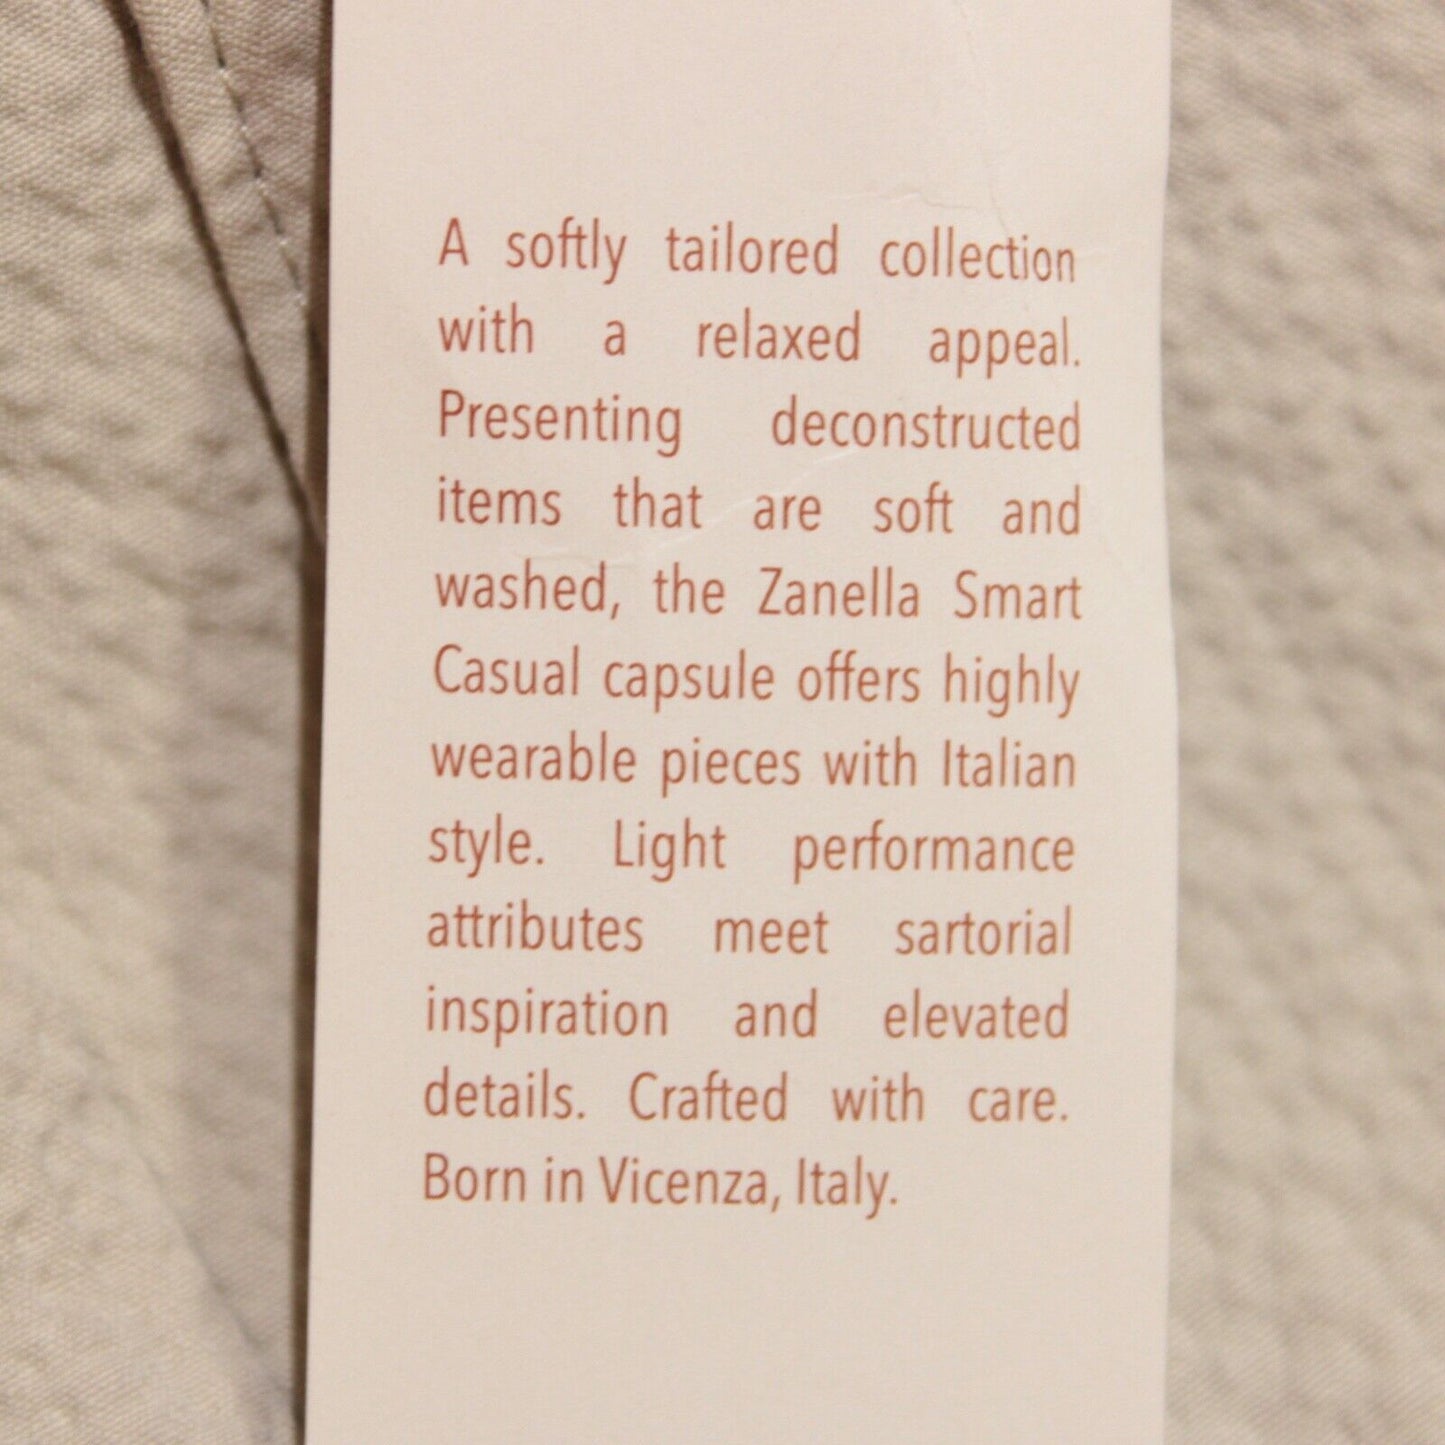 A softly tailored collection
with a relaxed appeal.
Presenting deconstructed
items that are soft and
washed, the Zanella Smart
Casual capsule offers highly
wearable pieces with Italian
style. Light performance
attributes meet sartorial
inspiration and elevated
details. Crafted with care.
Born in Vicenza, Italy.